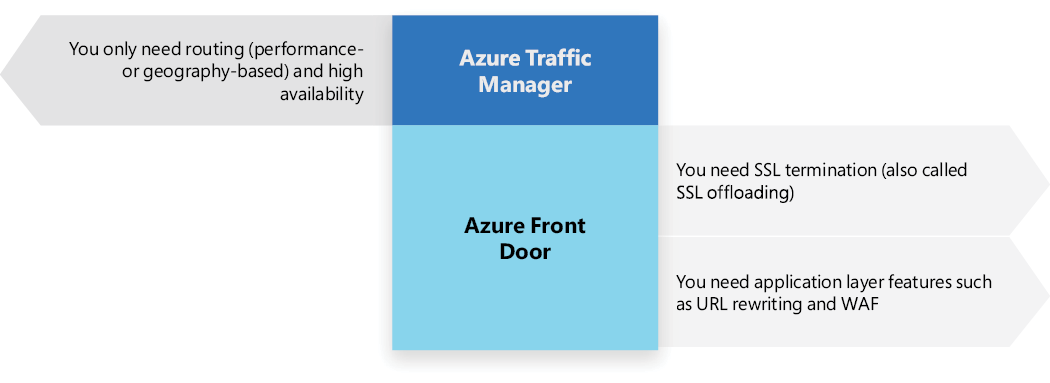 You only need routing (performance-
or geography-based) and high
availability
Azure Traffic
Manager
You need SSL termination (also called
SSL offloading)
Azure Front
Door
You need application layer features such
as URL rewriting and WAF